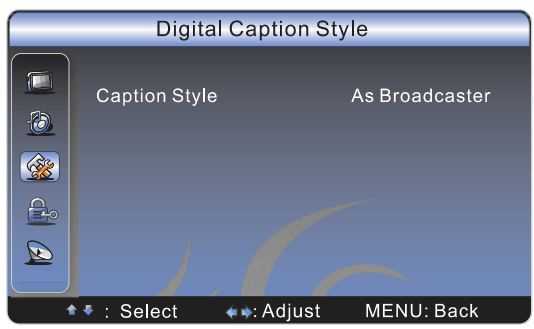 Digital Caption Style
Caption Style As Broadcaster
: Select : Adjust MENU: Back